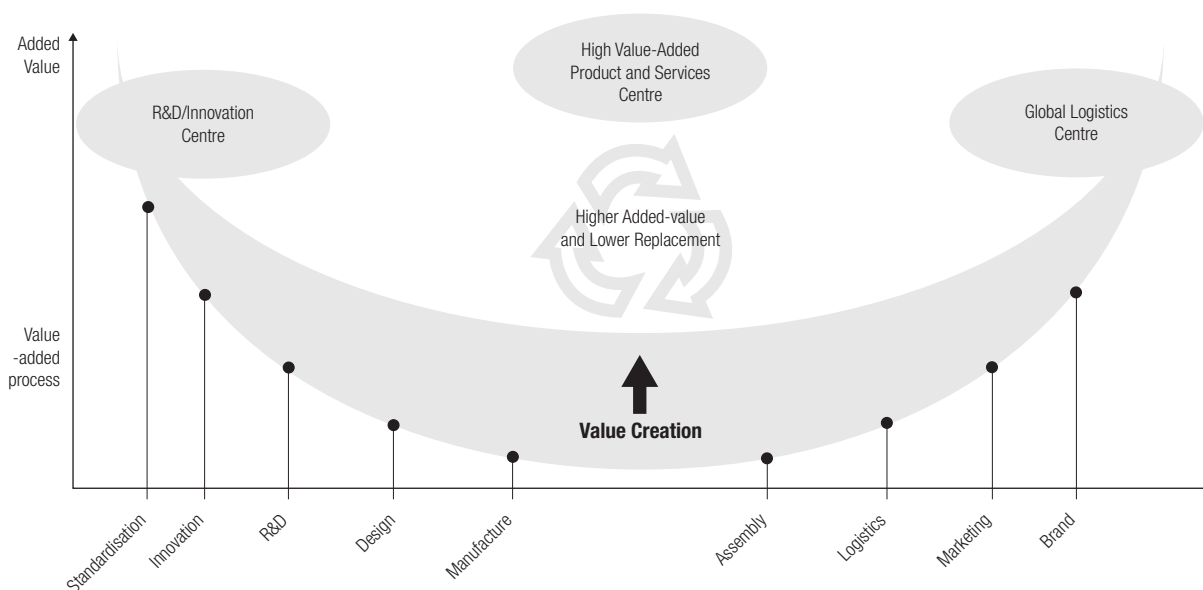 Added
Value
High Value-Added
Product and Services
Centre
R&D/Innovation
Centre
Global Logistics
Centre
Higher Added-value
and Lower Replacement
Value
-added
process
Value Creation
Standardisation
Innovation
R&D
Design
Manufacture
Assembly
Logistics
Marketing
Brand